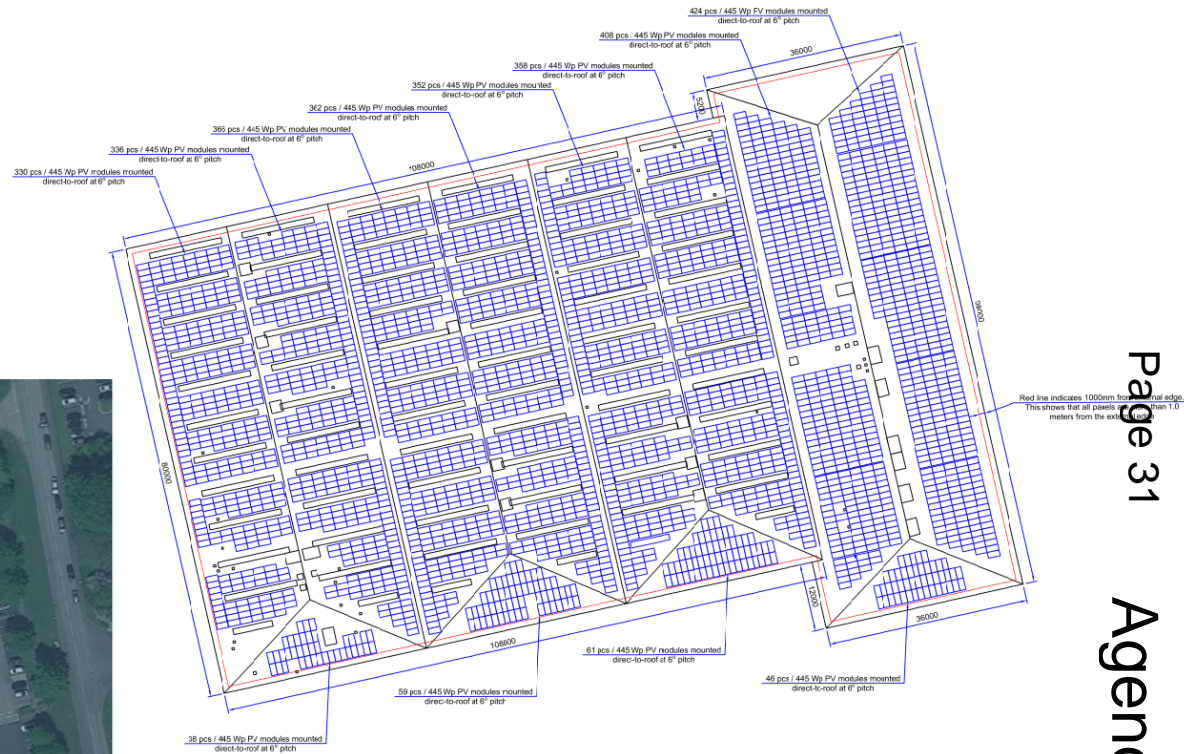 424 pcs / 445 Wp PV modules mounted
direct-to-roof at 6° pitch
408 pcs / 445 Wp PV modules mounted
direct-to-roof at 6° pitch
358 pcs / 445 Wp PV modules mounted
direct-to-roof at 6° pitch
352 pcs / 445 Wp PV modules mounted
direct-to-roof at 6° pitch
362 pcs / 445 Wp PV modules mounted
direct-to-roof at 6° pitch
pcs / 445 Wp PV modules mounted
direct-to-roof at 6° pitch
336 pcs / 445 Wp PV modules mounted
direct-to-roof at 6° pitch
330 pcs / 445 Wp PV modules mounted
direct-to-roof at 6° pitch
36000
5200
108000
98000
80000
Red line indicates 1000mm from external edge.
This shows that all panels are more than 1.0
meters from the external edge
Page 31
Agen
12000
36000
108000
61 pcs / 445 Wp PV modules mounted
direct-to-roof at 6° pitch
46 pcs / 445 Wp PV modules mounted
direct-to-roof at 6° pitch
59 pcs / 445 Wp PV modules mounted
direct-to-roof at 6° pitch
38 pcs / 445 Wp PV modules mounted
direct-to-roof at 6° pitch